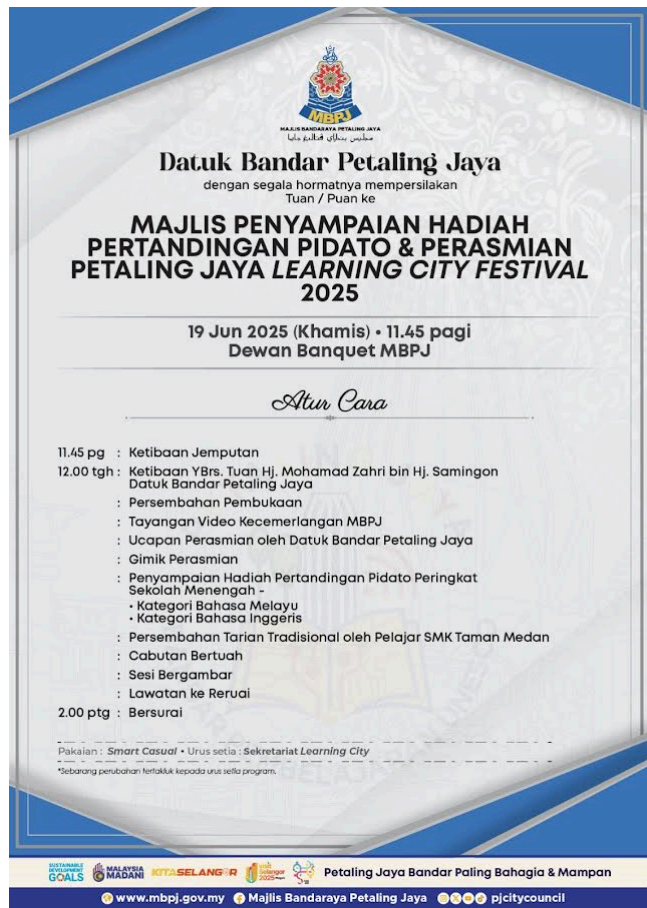 MBPJ
MAJLIS BANDARAYA PETALING JAYA
مجليس بنداراي ڤتاليڠ جايا
Datuk Bandar Petaling Jaya
dengan segala hormatnya mempersilakan
Tuan / Puan ke
MAJLIS PENYAMPAIAN HADIAH
PERTANDINGAN PIDATO & PERASMIAN
PETALING JAYA LEARNING CITY FESTIVAL
2025
19 Jun 2025 (Khamis) • 11.45 pagi
Dewan Banquet MBPJ
Atur Cara
11.45 pg : Ketibaan Jemputan
12.00 tgh : Ketibaan YBrs. Tuan Hj. Mohamad Zahri bin Hj. Samingon
Datuk Bandar Petaling Jaya
: Persembahan Pembukaan
: Tayangan Video Kecemerlangan MBPJ
: Ucapan Perasmian oleh Datuk Bandar Petaling Jaya
: Gimik Perasmian
: Penyampaian Hadiah Pertandingan Pidato Peringkat
Sekolah Menengah -
• Kategori Bahasa Melayu
• Kategori Bahasa Inggeris
: Persembahan Tarian Tradisional oleh Pelajar SMK Taman Medan
: Cabutan Bertuah
: Sesi Bergambar
: Lawatan ke Reruai
2.00 ptg : Bersurai
Pakaian : Smart Casual • Urus setia : Sekretariat Learning City
*Sebarang perubahan tertakluk kepada urus setia program.
SUSTAINABLE DEVELOPMENT GOALS MALAYSIA MADANI KITASELANGOR Selangor 2025 Petaling Jaya Bandar Paling Bahagia & Mampan
www.mbpj.gov.my Majlis Bandaraya Petaling Jaya pjcitycouncil